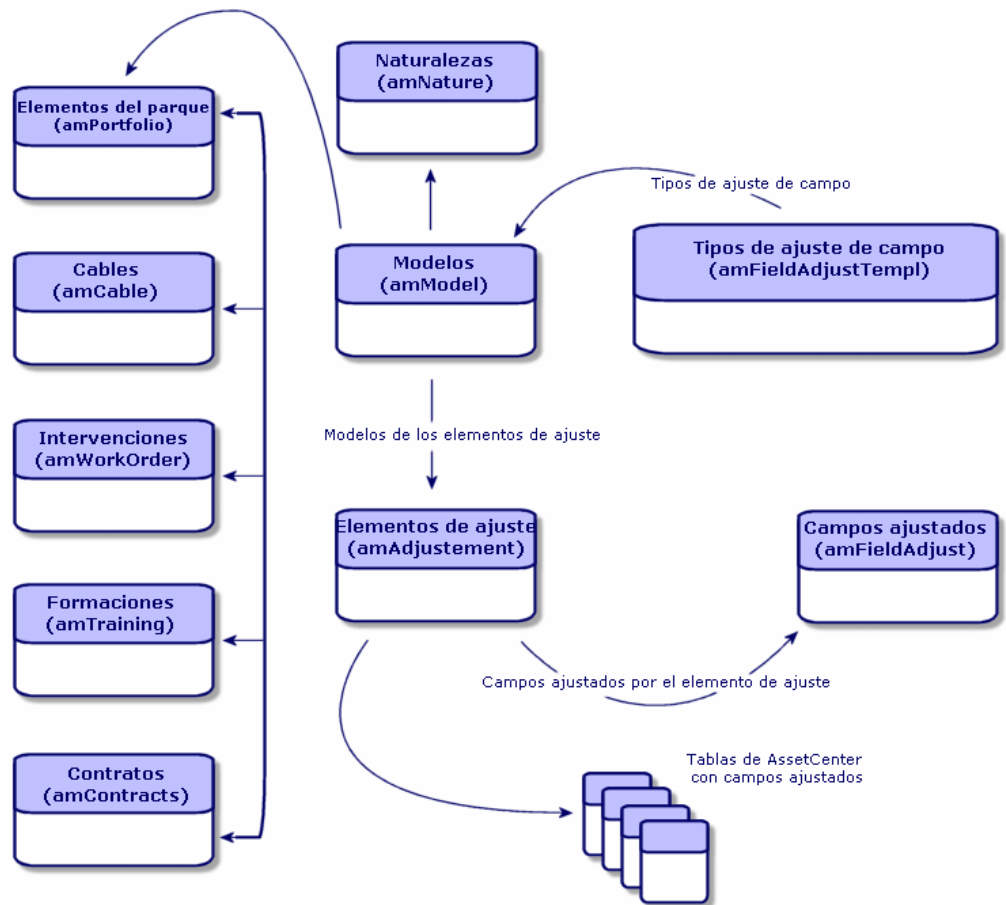 Naturalezas
(amNature)
Elementos del parque
(amPortfolio)
Tipos de ajuste de campo
Tipos de ajuste de campo
(amFieldAdjustTempl)
Modelos
(amModel)
Cables
(amCable)
Modelos de los elementos de ajuste
Intervenciones
(amWorkOrder)
Elementos de ajuste
(amAdjustement)
Campos ajustados
(amFieldAdjust)
Formaciones
(amTraining)
Campos ajustados por el elemento de ajuste
Contratos
(amContracts)
Tablas de AssetCenter
con campos ajustados